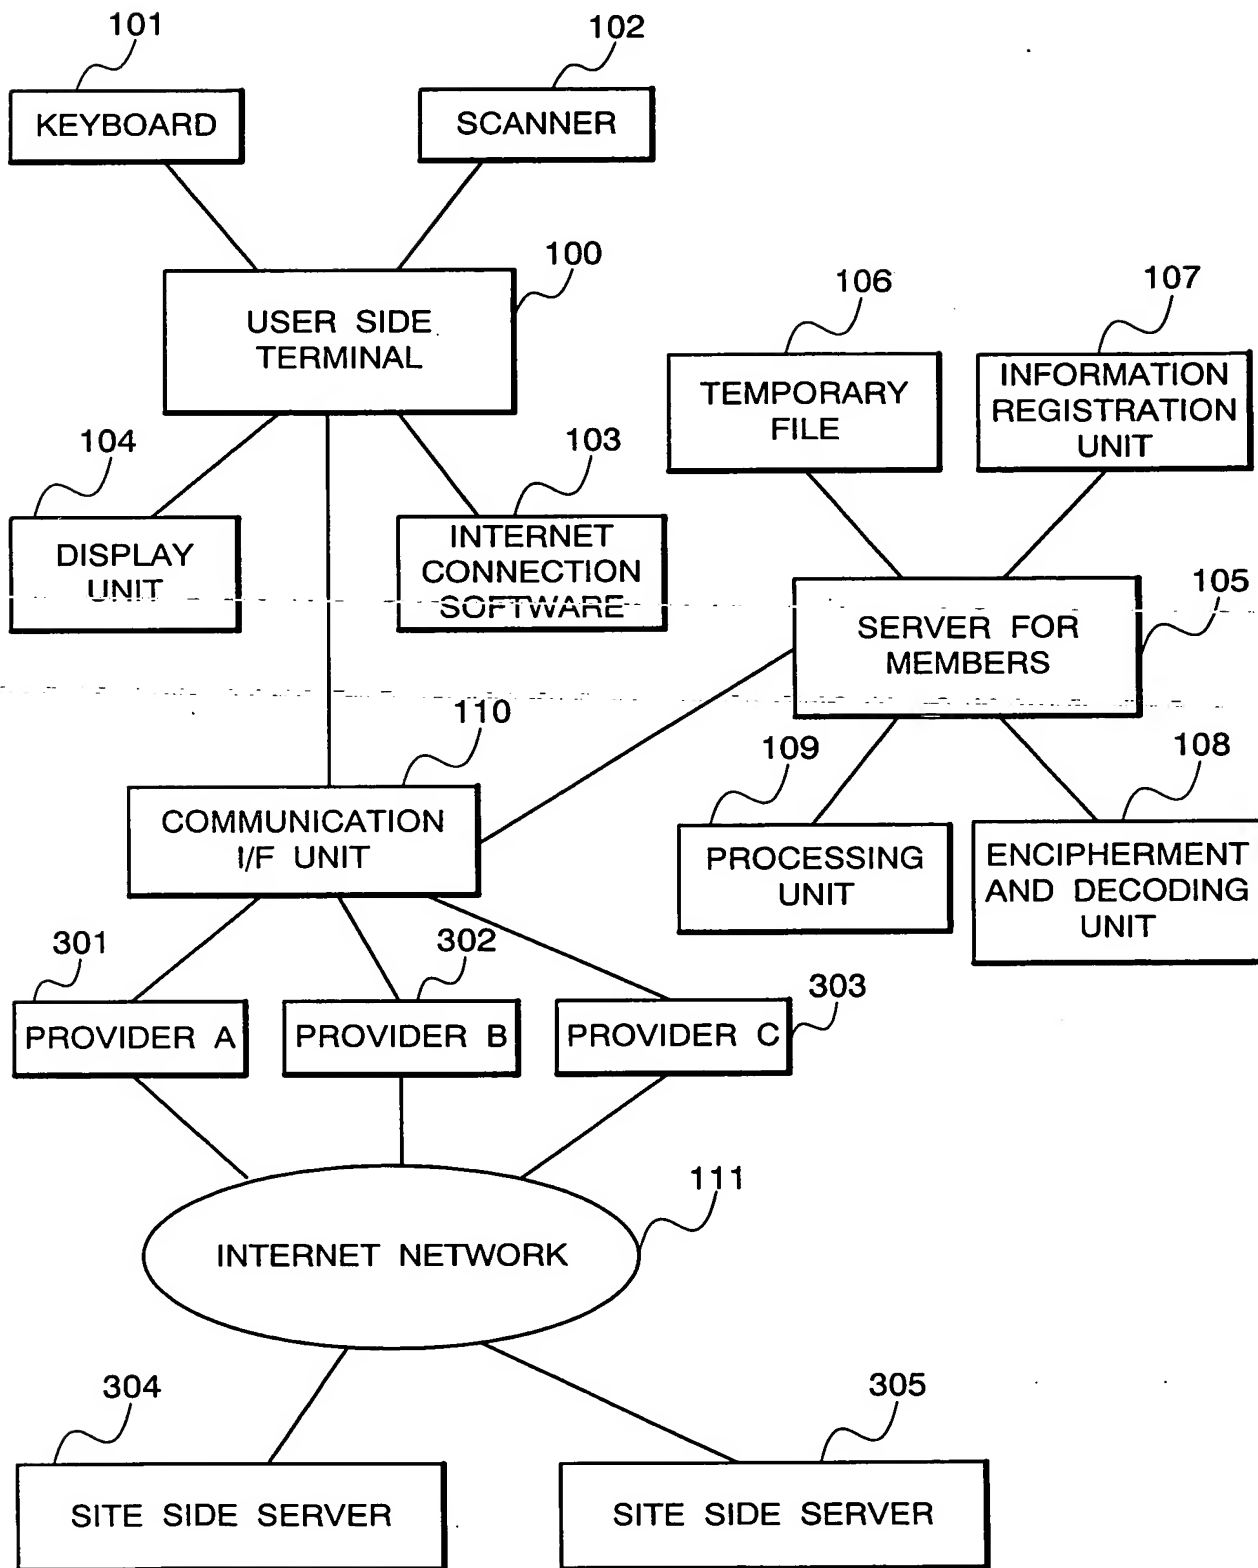 101
102
KEYBOARD
SCANNER
100
USER SIDE
TERMINAL
106
107
TEMPORARY
FILE
INFORMATION
REGISTRATION
UNIT
104
103
DISPLAY
UNIT
INTERNET
CONNECTION
SOFTWARE
105
SERVER FOR
MEMBERS
110
109
108
COMMUNICATION
I/F UNIT
PROCESSING
UNIT
ENCIPHERMENT
AND DECODING
UNIT
301
302
303
PROVIDER A
PROVIDER B
PROVIDER C
111
INTERNET NETWORK
304
305
SITE SIDE SERVER
SITE SIDE SERVER